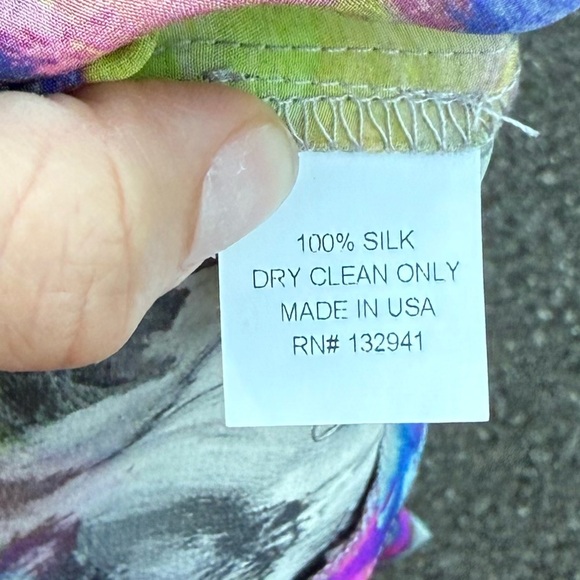 100% SILK
DRY CLEAN ONLY
MADE IN USA
RN# 132941